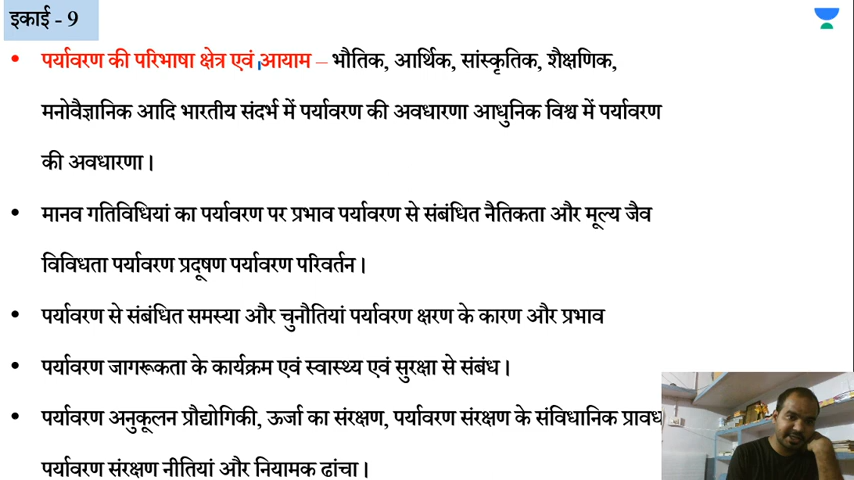 इकाई - 9
• पर्यावरण की परिभाषा क्षेत्र एवं आयाम – भौतिक, आर्थिक, सांस्कृतिक, शैक्षणिक,
मनोवैज्ञानिक आदि भारतीय संदर्भ में पर्यावरण की अवधारणा आधुनिक विश्व में पर्यावरण
की अवधारणा।
• मानव गतिविधियां का पर्यावरण पर प्रभाव पर्यावरण से संबंधित नैतिकता और मूल्य जैव
विविधता पर्यावरण प्रदूषण पर्यावरण परिवर्तन।
• पर्यावरण से संबंधित समस्या और चुनौतियां पर्यावरण क्षरण के कारण और प्रभाव
• पर्यावरण जागरूकता के कार्यक्रम एवं स्वास्थ्य एवं सुरक्षा से संबंध।
• पर्यावरण अनुकूलन प्रौद्योगिकी, ऊर्जा का संरक्षण, पर्यावरण संरक्षण के संविधानिक
पर्यावरण संरक्षण नीतियां और नियामक ढांचा।